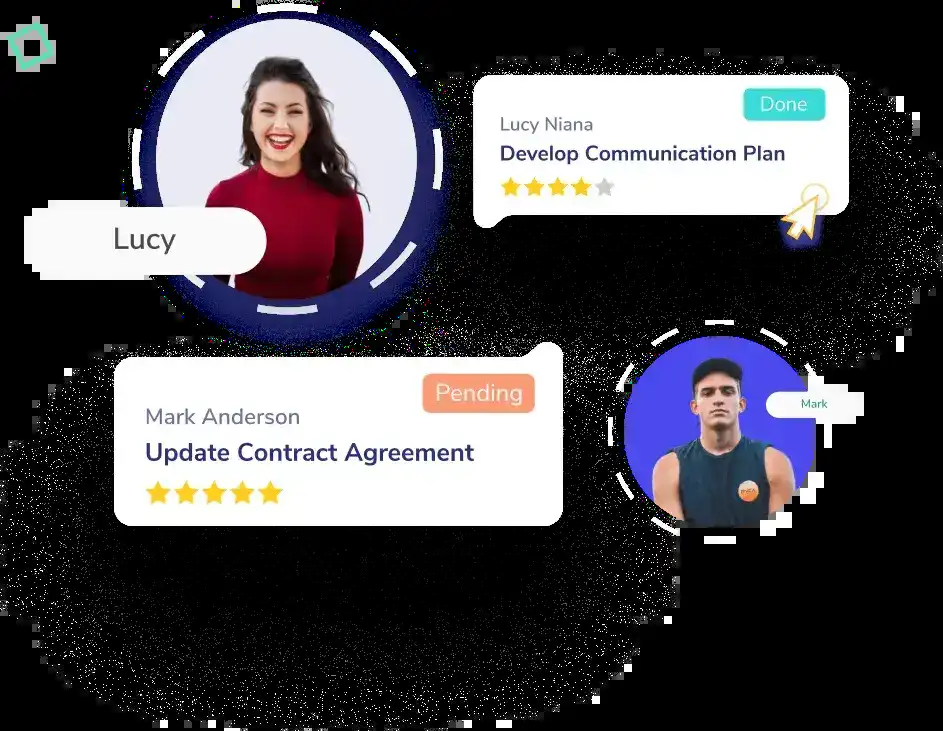 Done
Lucy Niana
Develop Communication Plan
Lucy
Pending
Mark Anderson
Update Contract Agreement
Mark